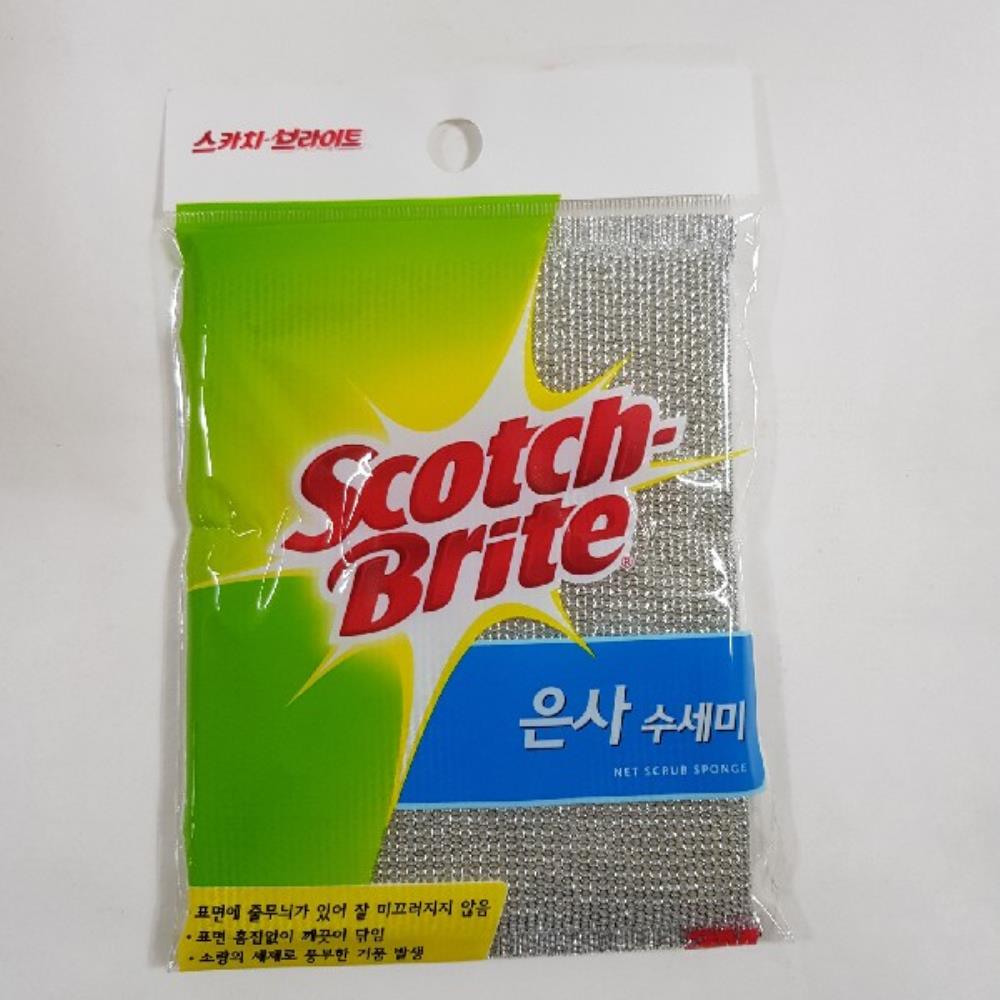 스카치-브라이트
Scotch-
Brite®
은사 수세미
NET SCRUB SPONGE
표면에 줄무늬가 있어 잘 미끄러지지 않음
· 표면 흠집없이 깨끗이 닦임
· 소량의 세제로 풍부한 거품 발생